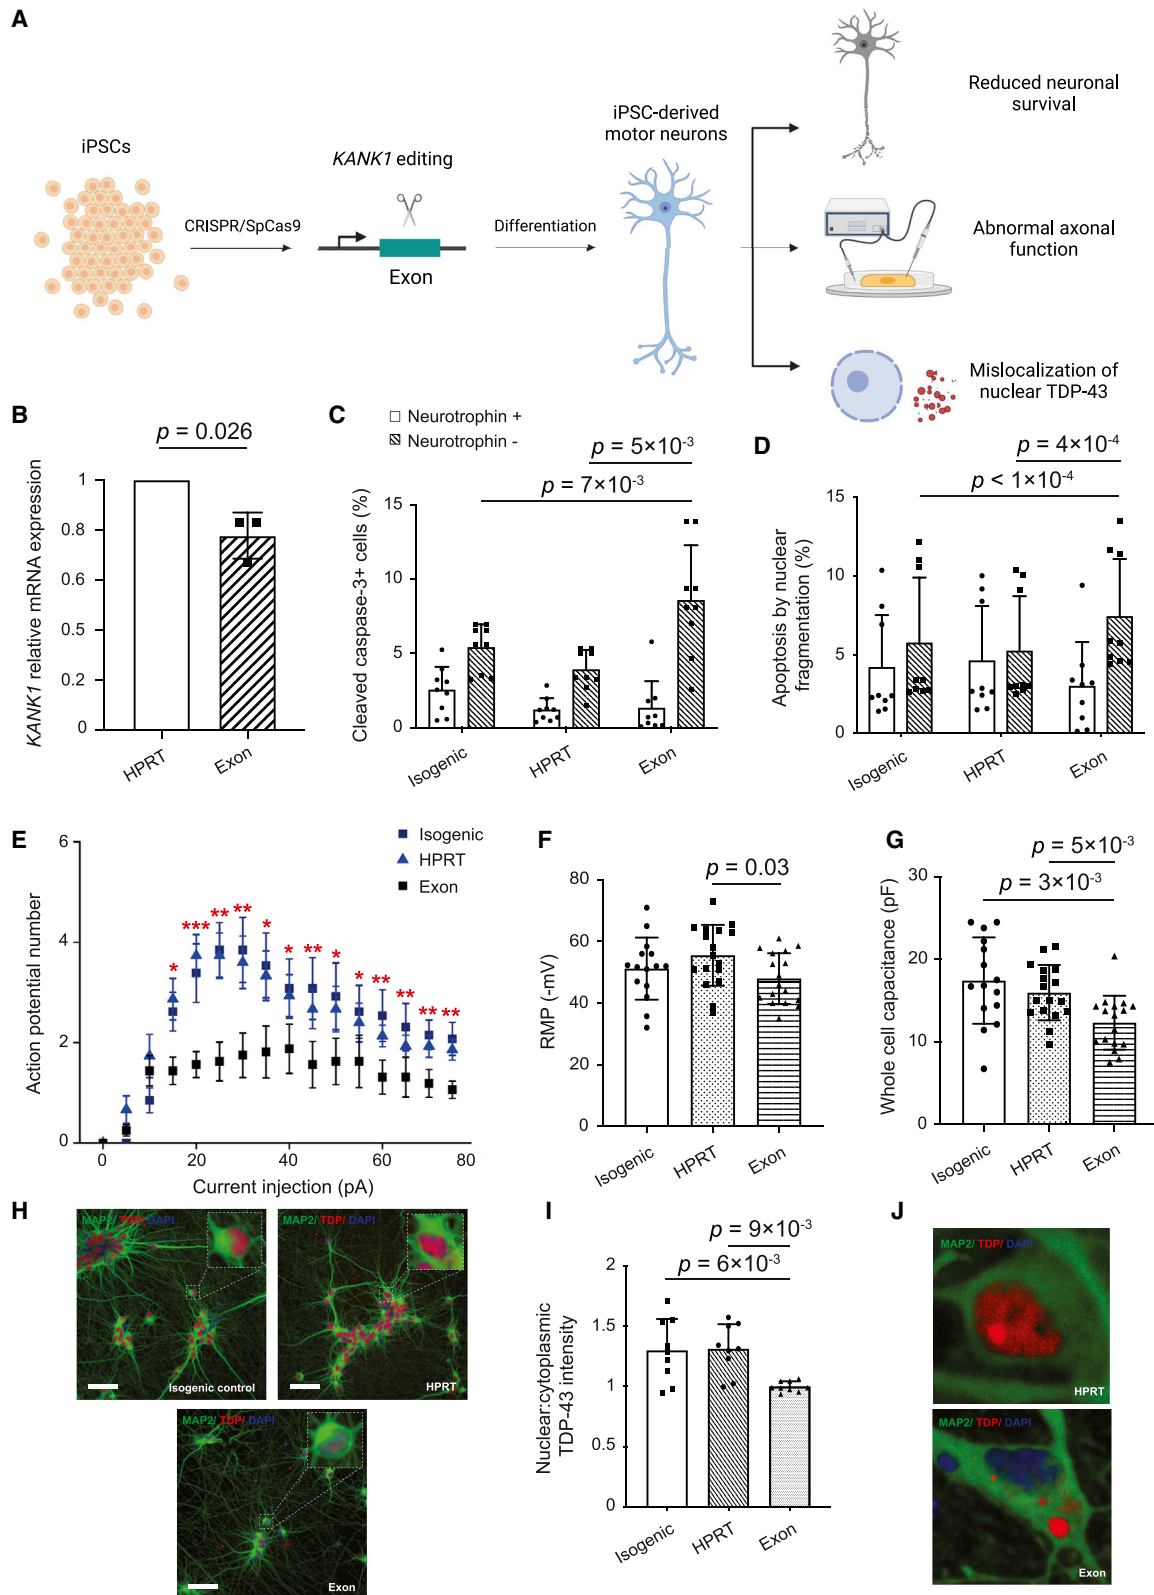 A
iPSCs
CRISPR/SpCas9
KANK1 editing
Exon
Differentiation
iPSC-derived
motor neurons
Reduced neuronal
survival
Abnormal axonal
function
Mislocalization of
nuclear TDP-43
B
p = 0.026
KANK1 relative mRNA expression
1
0.8
0.6
0.5
0.2
0
HPRT
Exon
C
Neurotrophin +
Neurotrophin -
p = 5×10⁻³
p = 7×10⁻³
Cleaved caspase-3+ cells (%)
15
10
5
0
Isogenic
HPRT
Exon
D
p = 4×10⁻⁴
p < 1×10⁻⁴
Apoptosis by nuclear
fragmentation (%)
15
10
5
0
Isogenic
HPRT
Exon
E
Isogenic
HPRT
Exon
Action potential number
6
4
2
0
* *** ** ** * * ** * * ** ** ** **
0 20 40 60 80
Current injection (pA)
F
p = 0.03
RMP (-mV)
80
60
40
20
0
Isogenic
HPRT
Exon
G
p = 5×10⁻³
p = 3×10⁻³
Whole cell capacitance (pF)
30
20
10
0
Isogenic
HPRT
Exon
H
MAP2/ TDP/ DAPI
Isogenic control
MAP2/ TDP/ DAPI
HPRT
MAP2/ TDP/ DAPI
Exon
I
p = 9×10⁻³
p = 6×10⁻³
Nuclear:cytoplasmic
TDP-43 intensity
2
1.5
1
0.5
0
Isogenic
HPRT
Exon
J
MAP2/ TDP/ DAPI
HPRT
MAP2/ TDP/ DAPI
Exon